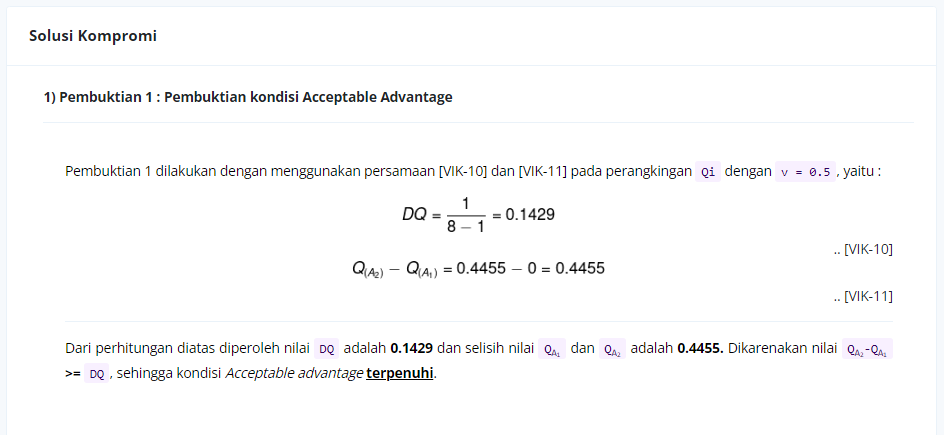 Solusi Kompromi
1) Pembuktian 1 : Pembuktian kondisi Acceptable Advantage
Pembuktian 1 dilakukan dengan menggunakan persamaan [VIK-10] dan [VIK-11] pada perangkingan Qi dengan v = 0.5 , yaitu :
DQ = 1 / (8 − 1) = 0.1429
.. [VIK-10]
Q(A₂) − Q(A₁) = 0.4455 − 0 = 0.4455
.. [VIK-11]
Dari perhitungan diatas diperoleh nilai DQ adalah 0.1429 dan selisih nilai QA₁ dan QA₂ adalah 0.4455. Dikarenakan nilai QA₂-QA₁
>= DQ , sehingga kondisi Acceptable advantage terpenuhi.